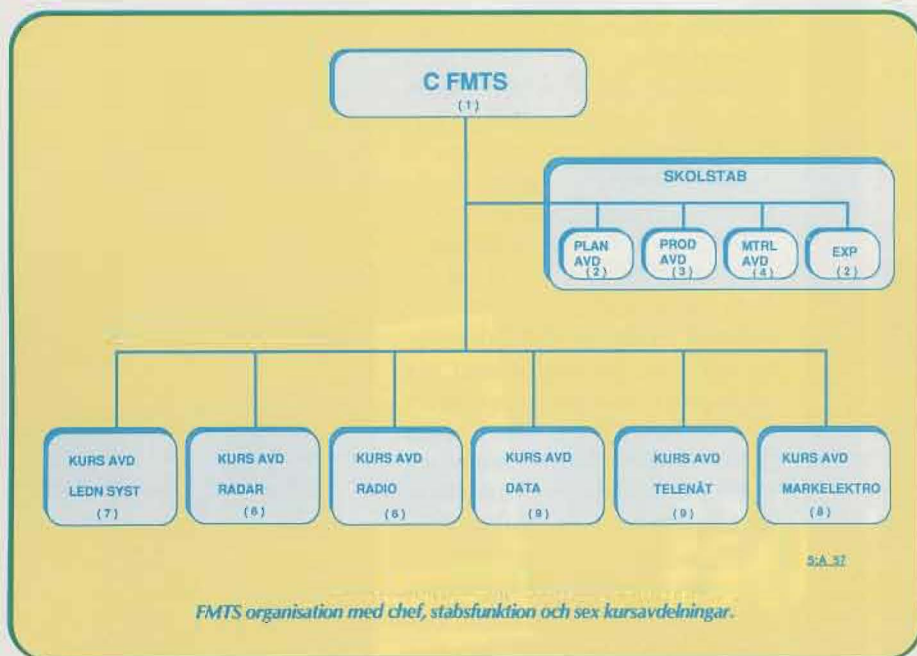 C FMTS
(1)
SKOLSTAB
PLAN
AVD
(2)
PROD
AVD
(3)
MTRL
AVD
(4)
EXP
(2)
KURS AVD
LEDN SYST
(7)
KURS AVD
RADAR
(6)
KURS AVD
RADIO
(6)
KURS AVD
DATA
(9)
KURS AVD
TELENÄT
(9)
KURS AVD
MARKELEKTRO
(8)
S:A 57
FMTS organisation med chef, stabsfunktion och sex kursavdelningar.